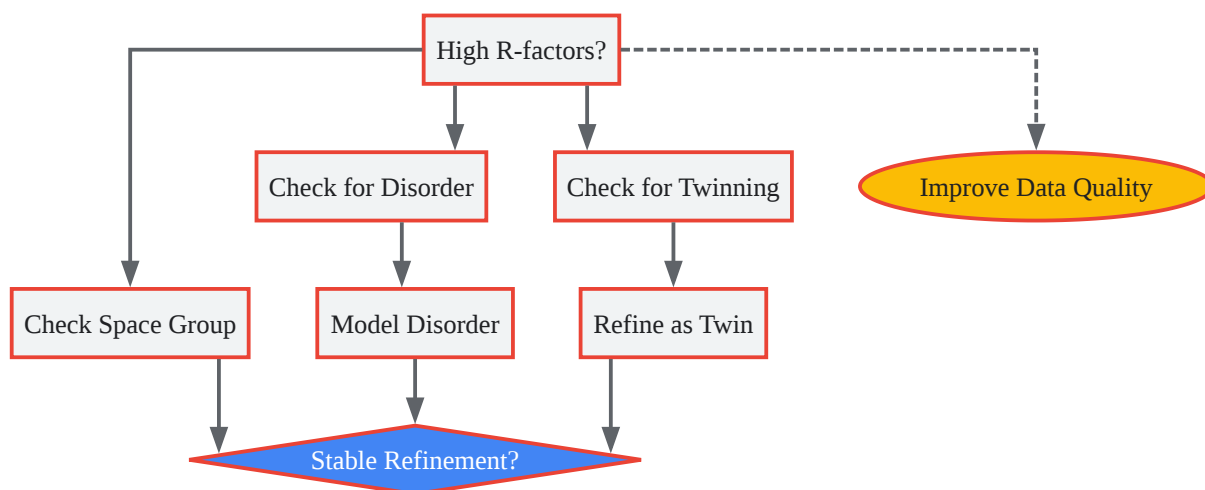 High R-factors?
Check for Disorder
Check for Twinning
Improve Data Quality
Check Space Group
Model Disorder
Refine as Twin
Stable Refinement?